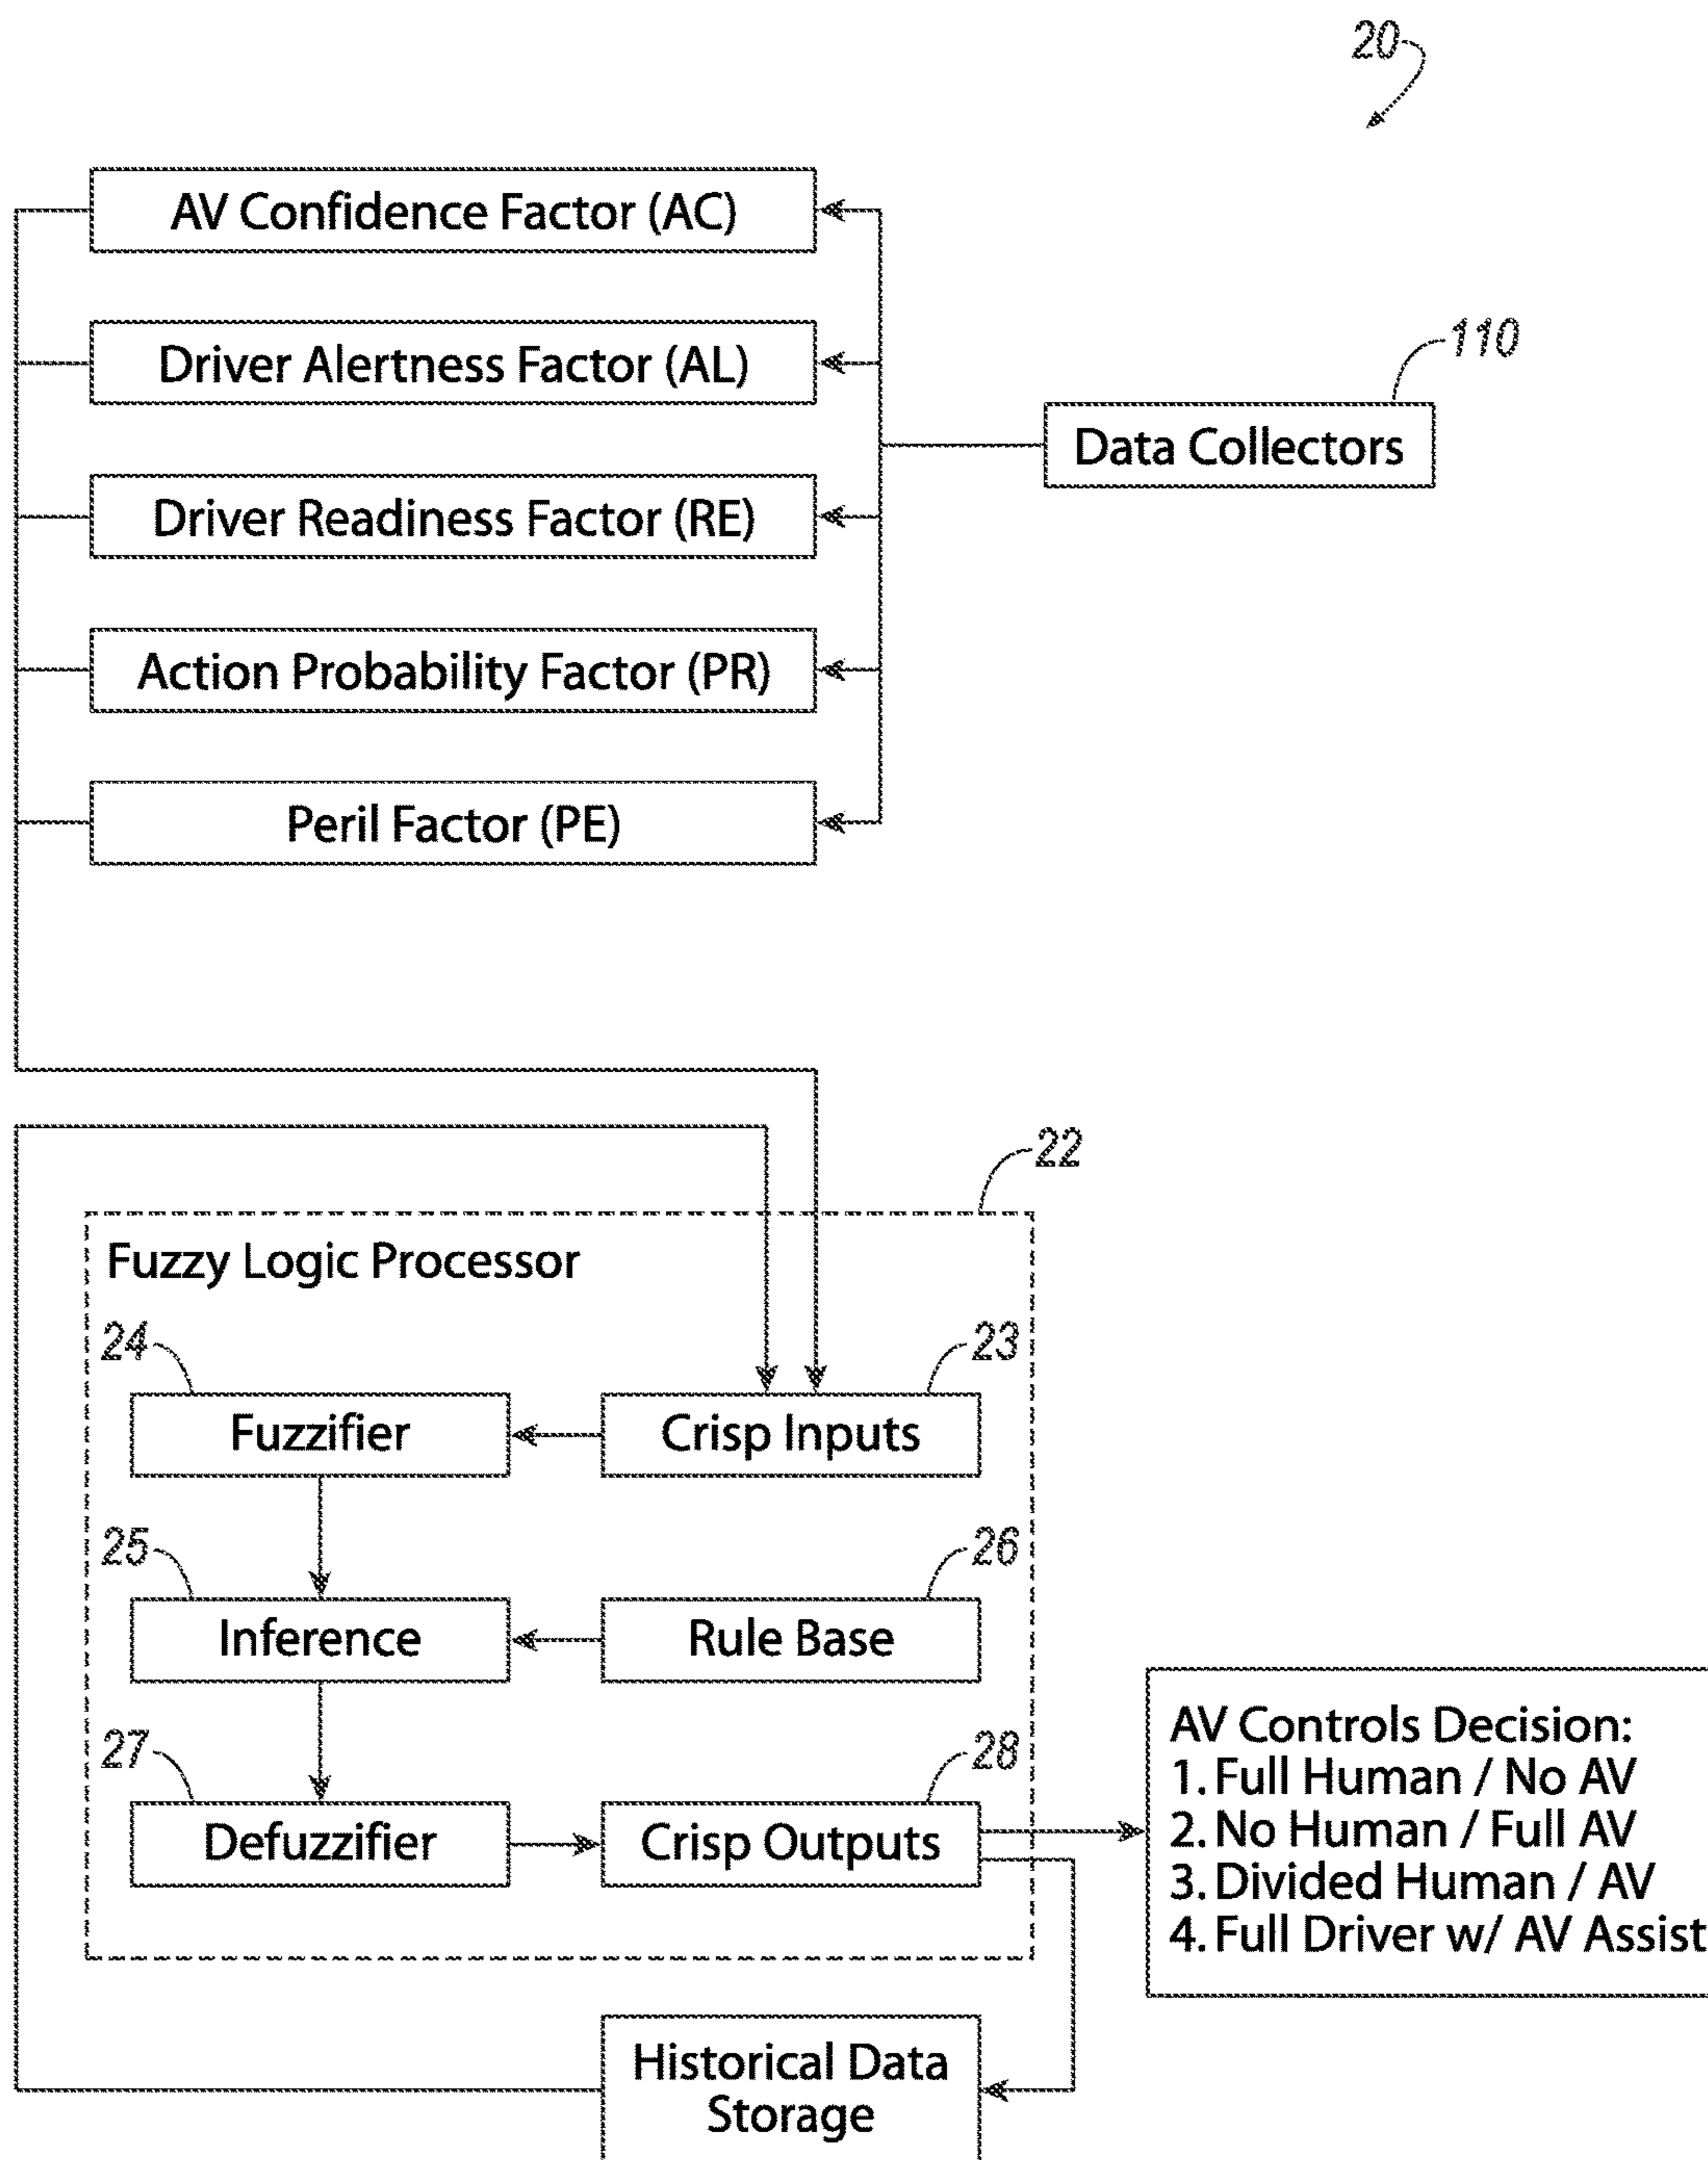 20
AV Confidence Factor (AC)
Driver Alertness Factor (AL)
110
Data Collectors
Driver Readiness Factor (RE)
Action Probability Factor (PR)
Peril Factor (PE)
22
Fuzzy Logic Processor
24
23
Fuzzifier
Crisp Inputs
25
26
Inference
Rule Base
27
28
Defuzzifier
Crisp Outputs
AV Controls Decision:
1. Full Human / No AV
2. No Human / Full AV
3. Divided Human / AV
4. Full Driver w/ AV Assist
Historical Data
Storage